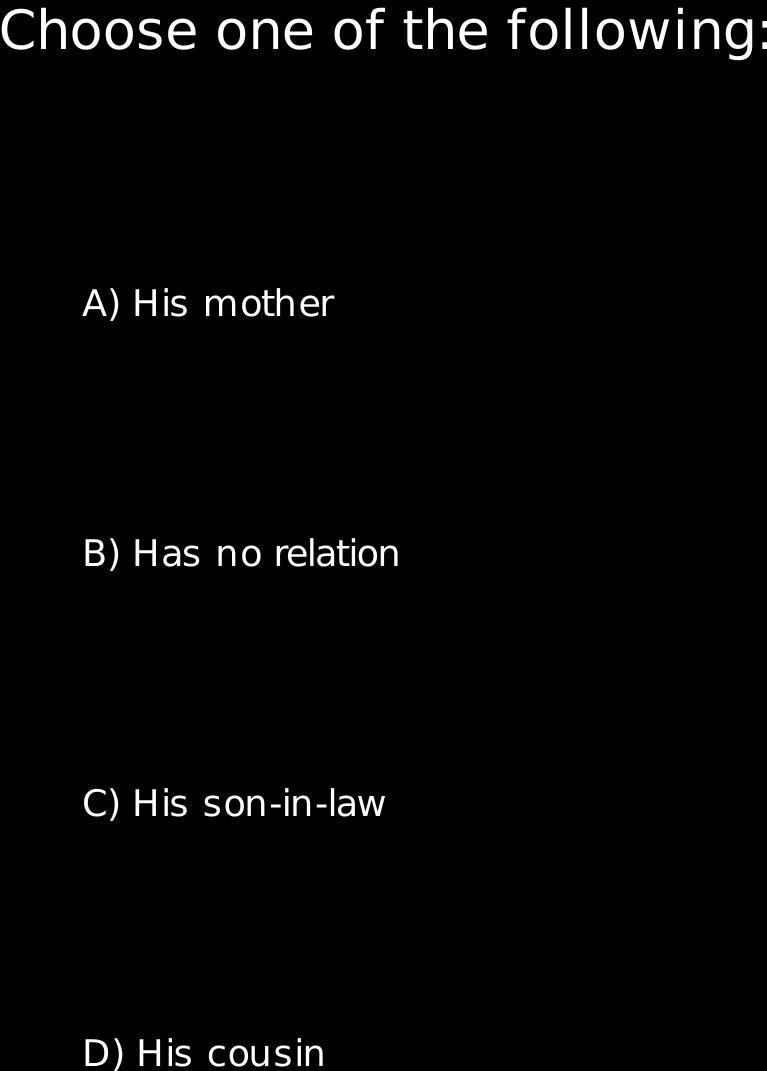 Choose one of the following:
A) His mother
B) Has no relation
C) His son-in-law
D) His cousin